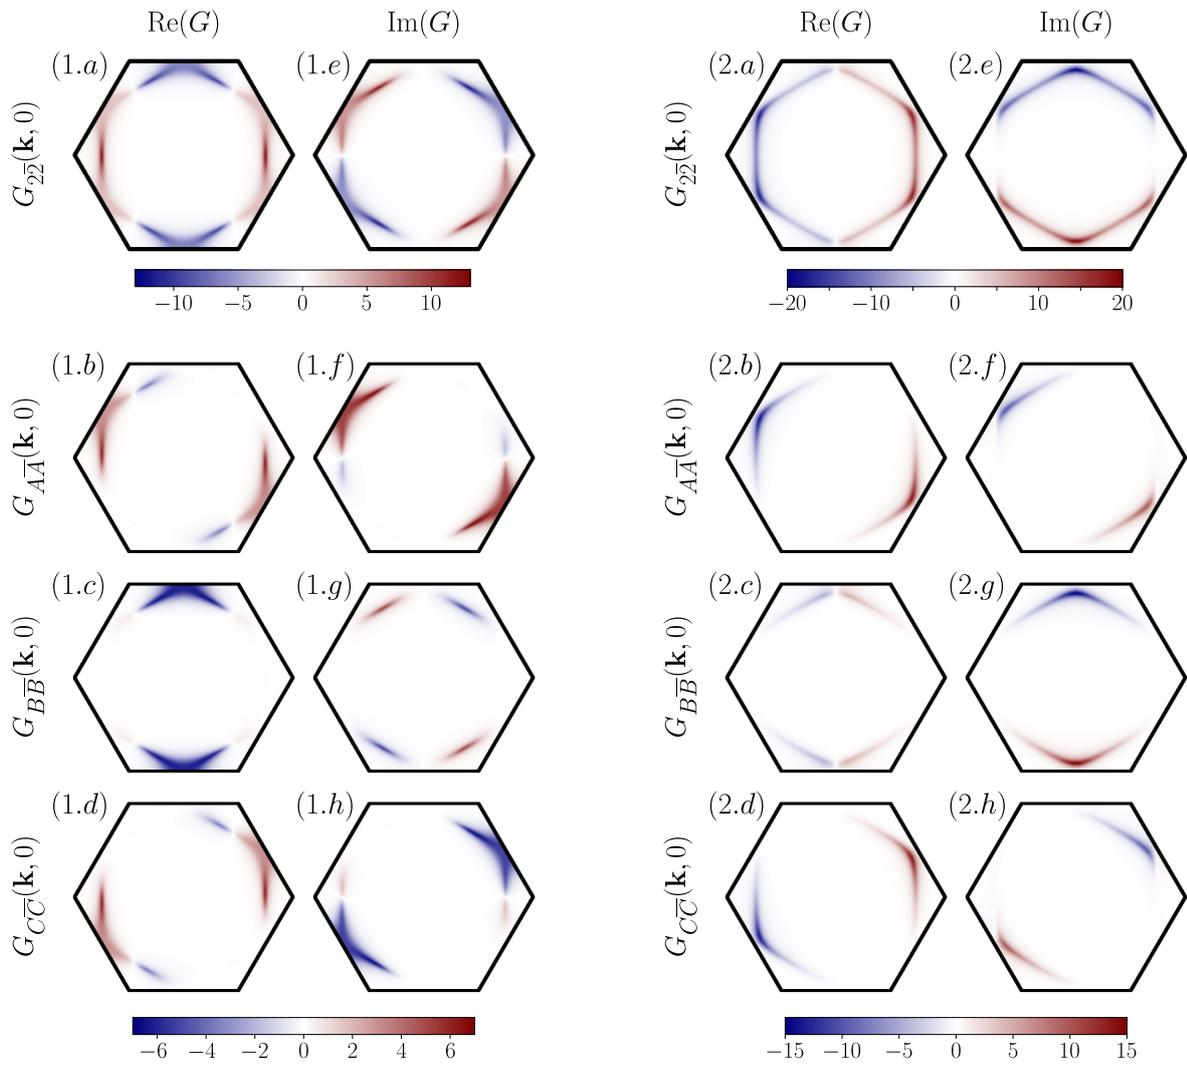 Re(G) Im(G) Re(G) Im(G)
(1.a) (1.e) (2.a) (2.e)
G_{2\overline{2}}(k, 0) G_{2\overline{2}}(k, 0)
−10 −5 0 5 10
−20 −10 0 10 20
(1.b) (1.f) (2.b) (2.f)
G_{A\overline{A}}(k, 0) G_{A\overline{A}}(k, 0)
(1.c) (1.g) (2.c) (2.g)
G_{B\overline{B}}(k, 0) G_{B\overline{B}}(k, 0)
(1.d) (1.h) (2.d) (2.h)
G_{C\overline{C}}(k, 0) G_{C\overline{C}}(k, 0)
−6 −4 −2 0 2 4 6
−15 −10 −5 0 5 10 15